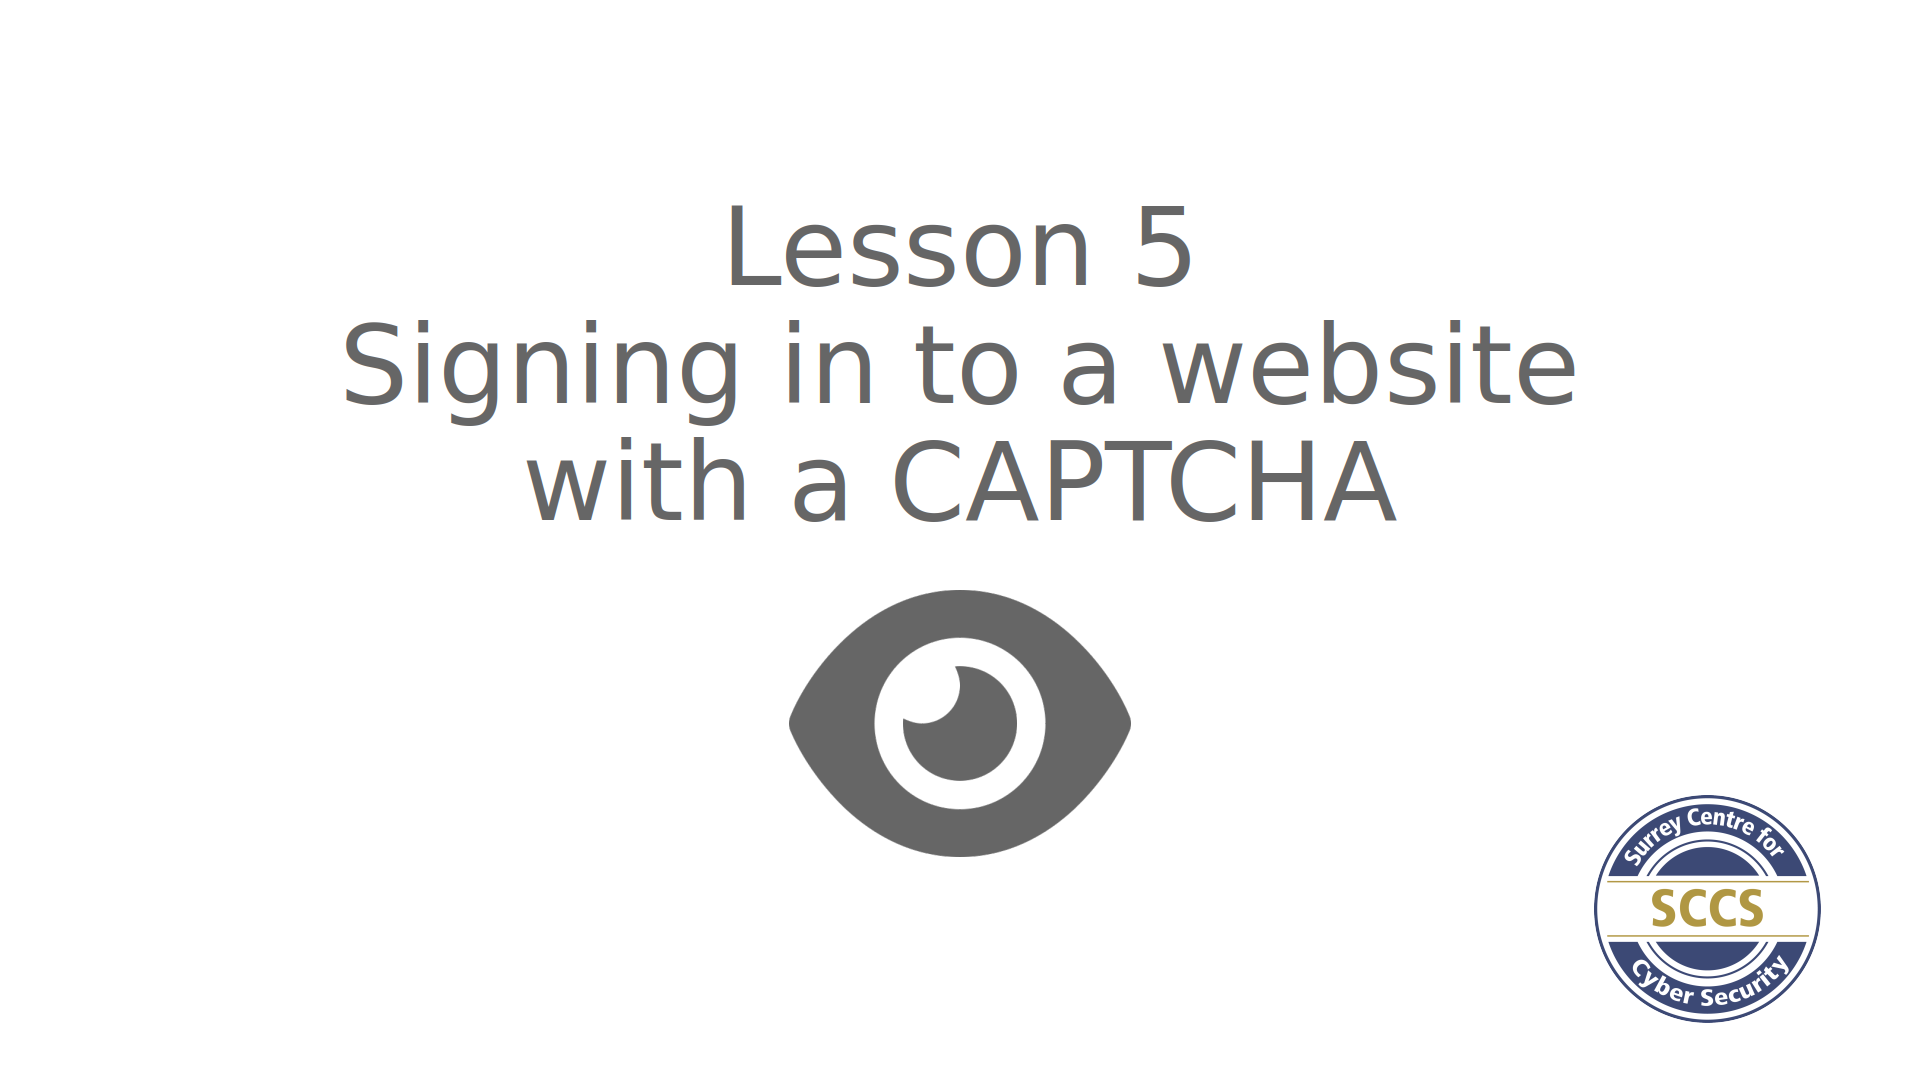 Lesson 5
Signing in to a website
with a CAPTCHA
Surrey Centre for
SCCS
Cyber Security